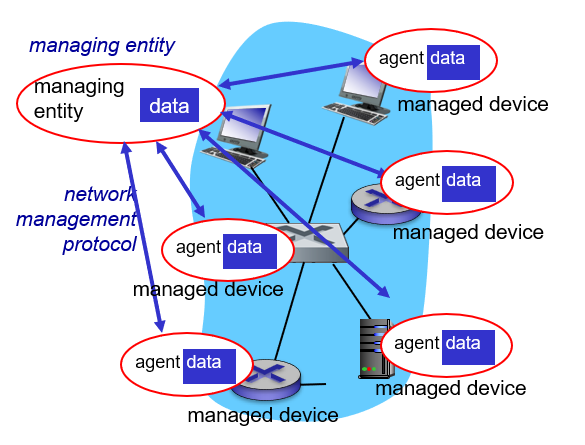 managing entity
managing
entity
data
agent data
managed device
agent data
managed device
network
management
protocol
agent data
managed device
agent data
managed device
agent data
managed device